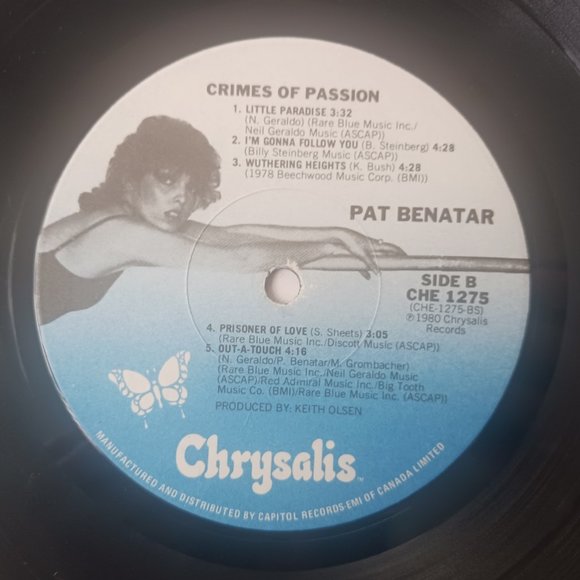 CRIMES OF PASSION
1. LITTLE PARADISE 3:32
(N. Geraldo) (Rare Blue Music Inc./
Neil Geraldo Music (ASCAP))
2. I'M GONNA FOLLOW YOU (B. Steinberg) 4:28
(Billy Steinberg Music (ASCAP))
3. WUTHERING HEIGHTS (K. Bush) 4:28
(1978 Beechwood Music Corp. (BMI))
PAT BENATAR
SIDE B
CHE 1275
(CHE-1275-BS)
℗ 1980 Chrysalis
Records
4. PRISONER OF LOVE (S. Sheets) 3:05
(Rare Blue Music Inc./Discott Music (ASCAP))
5. OUT-A-TOUCH 4:16
(N. Geraldo/P. Benatar/M. Grombacher)
(Rare Blue Music Inc./Neil Geraldo Music
(ASCAP)/Red Admiral Music Inc./Big Tooth
Music Co. (BMI)/Rare Blue Music Inc. (ASCAP))
PRODUCED BY: KEITH OLSEN
Chrysalis TM
MANUFACTURED AND DISTRIBUTED BY CAPITOL RECORDS-EMI OF CANADA LIMITED